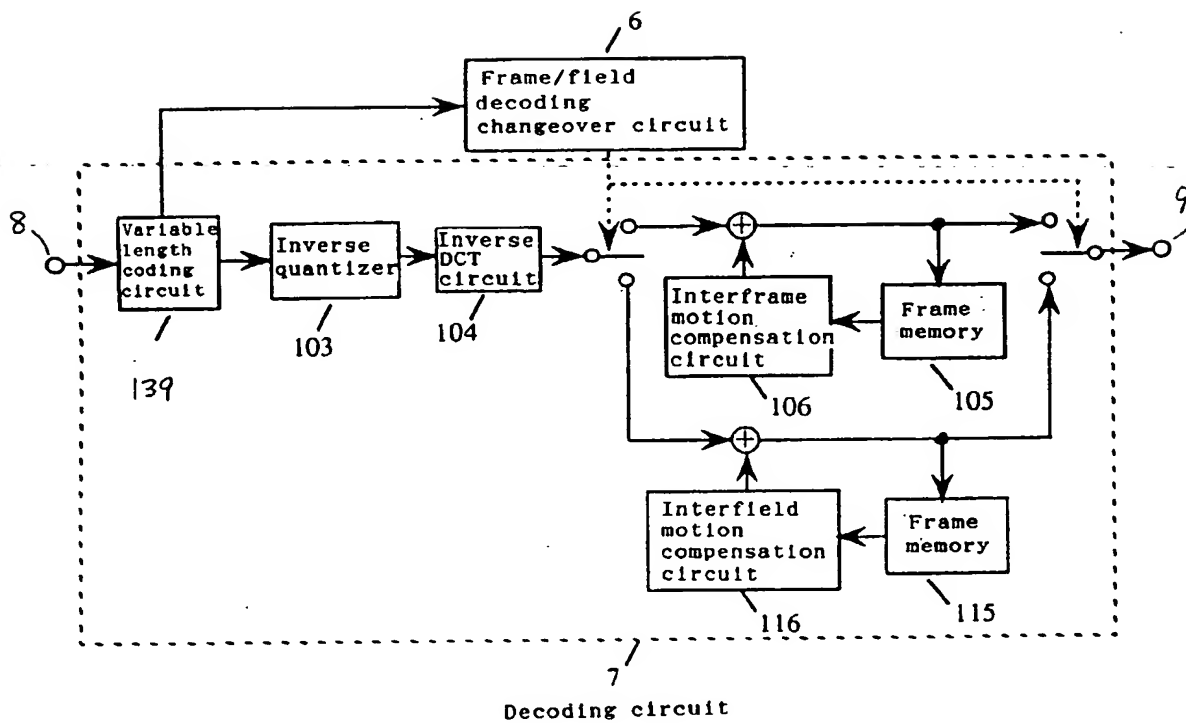 6
Frame/field
decoding
changeover circuit
8
9
Variable
length
coding
circuit
Inverse
quantizer
Inverse
DCT
circuit
Interframe
motion
compensation
circuit
Frame
memory
139
103
104
106
105
Interfield
motion
compensation
circuit
Frame
memory
116
115
7
Decoding circuit